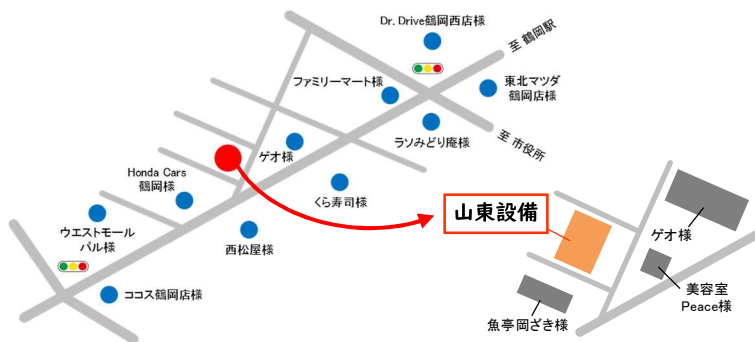 Dr. Drive鶴岡西店様
至 鶴岡駅
ファミリーマート様
東北マツダ
鶴岡店様
ラソみどり庵様
至 市役所
ゲオ様
Honda Cars
鶴岡様
くら寿司様
ウエストモール
パル様
西松屋様
ココス鶴岡店様
山東設備
ゲオ様
美容室
Peace様
魚亭岡ざき様